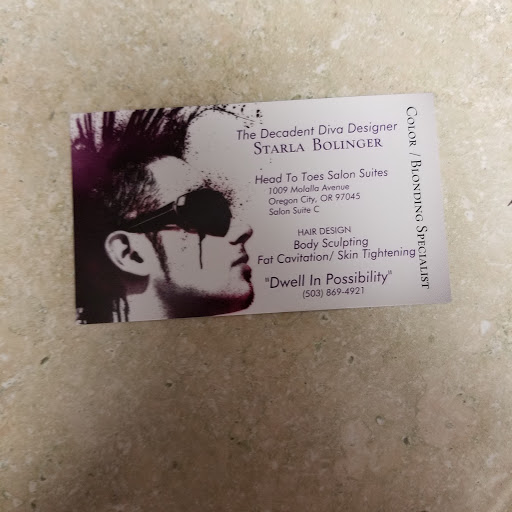 The Decadent Diva Designer
Starla Bolinger
Head To Toes Salon Suites
1009 Molalla Avenue
Oregon City, OR 97045
Salon Suite C
HAIR DESIGN
Body Sculpting
Fat Cavitation/ Skin Tightening
"Dwell In Possibility"
(503) 869-4921
Color / Blonding Specialist